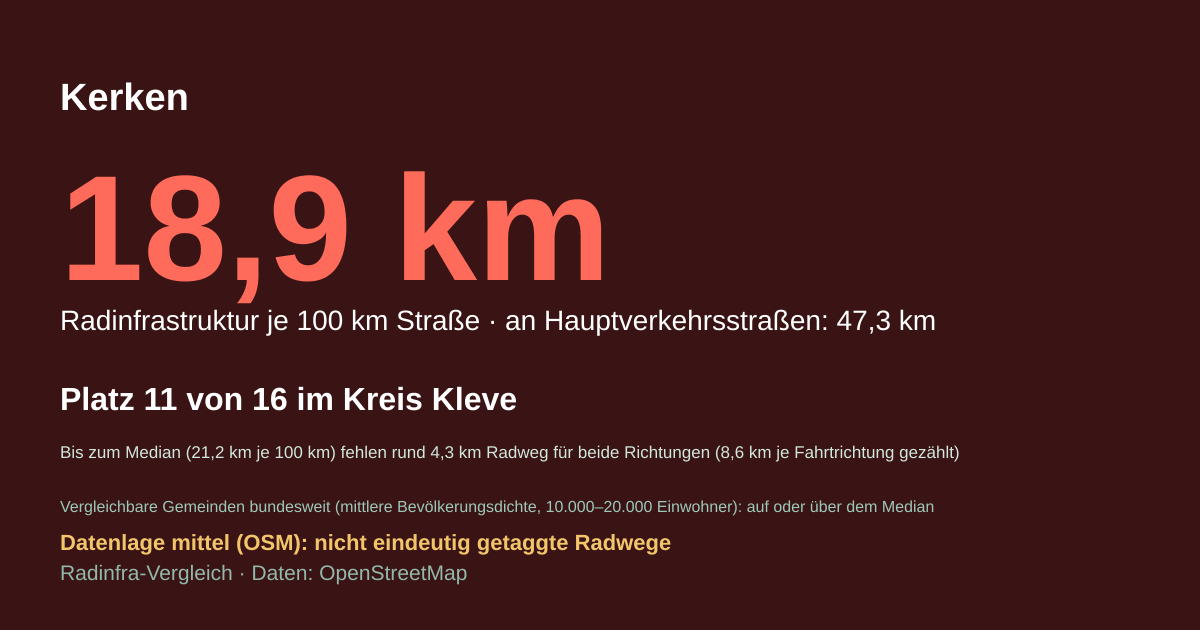 Kerken
18,9 km
Radinfrastruktur je 100 km Straße · an Hauptverkehrsstraßen: 47,3 km
Platz 11 von 16 im Kreis Kleve
Bis zum Median (21,2 km je 100 km) fehlen rund 4,3 km Radweg für beide Richtungen (8,6 km je Fahrtrichtung gezählt)
Vergleichbare Gemeinden bundesweit (mittlere Bevölkerungsdichte, 10.000–20.000 Einwohner): auf oder über dem Median
Datenlage mittel (OSM): nicht eindeutig getaggte Radwege
Radinfra-Vergleich · Daten: OpenStreetMap